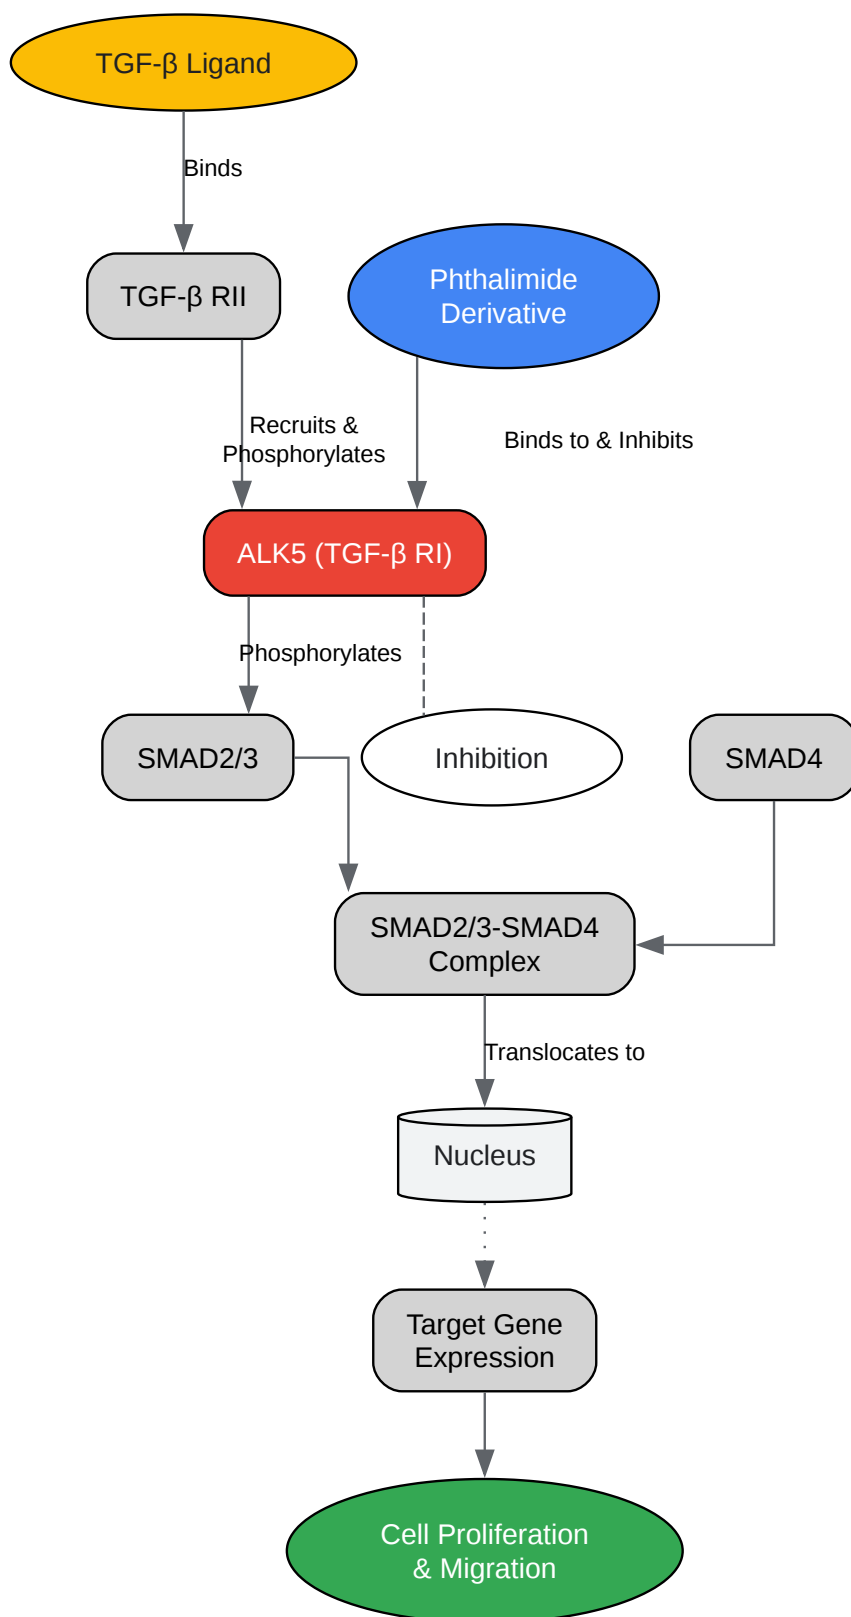 TGF-β Ligand
Binds
TGF-β RII
Phthalimide
Derivative
Recruits &
Phosphorylates
Binds to & Inhibits
ALK5 (TGF-β RI)
Phosphorylates
SMAD2/3
Inhibition
SMAD4
SMAD2/3-SMAD4
Complex
Translocates to
Nucleus
Target Gene
Expression
Cell Proliferation
& Migration